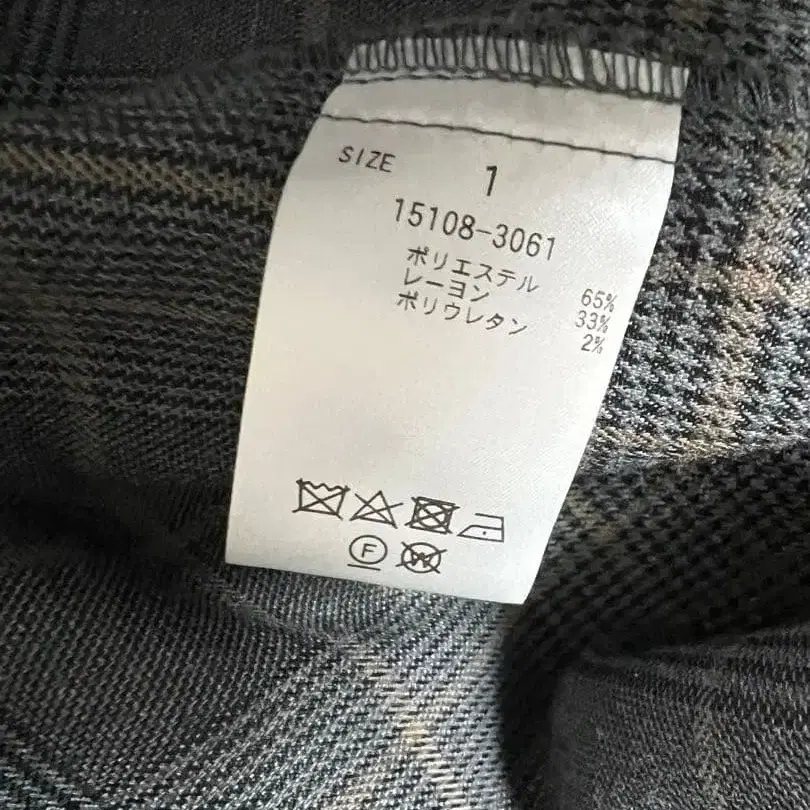 SIZE 1
15108-3061
ポリエステル 65%
レーヨン 33%
ポリウレタン 2%
F W